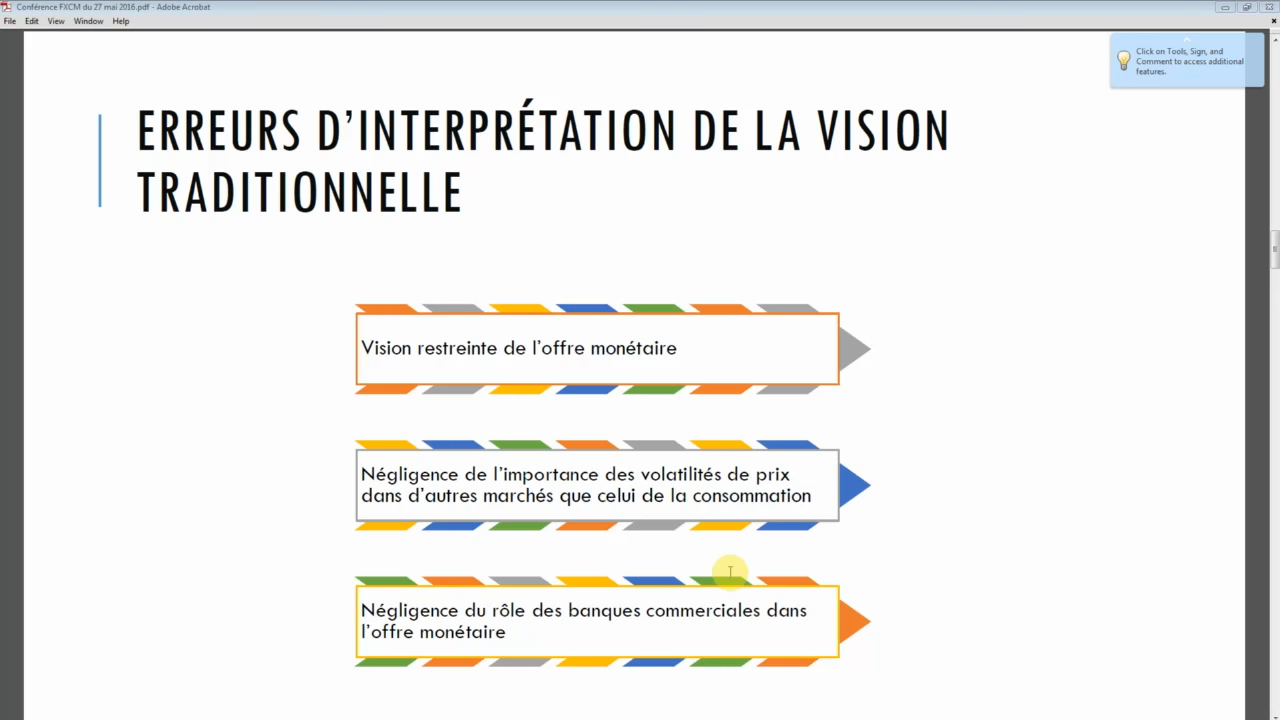 Conférence FXCM du 27 mai 2016.pdf - Adobe Acrobat
File Edit View Window Help
Click on Tools, Sign, and
Comment to access additional
features.
ERREURS D’INTERPRÉTATION DE LA VISION
TRADITIONNELLE
Vision restreinte de l’offre monétaire
Négligence de l’importance des volatilités de prix
dans d’autres marchés que celui de la consommation
Négligence du rôle des banques commerciales dans
l’offre monétaire